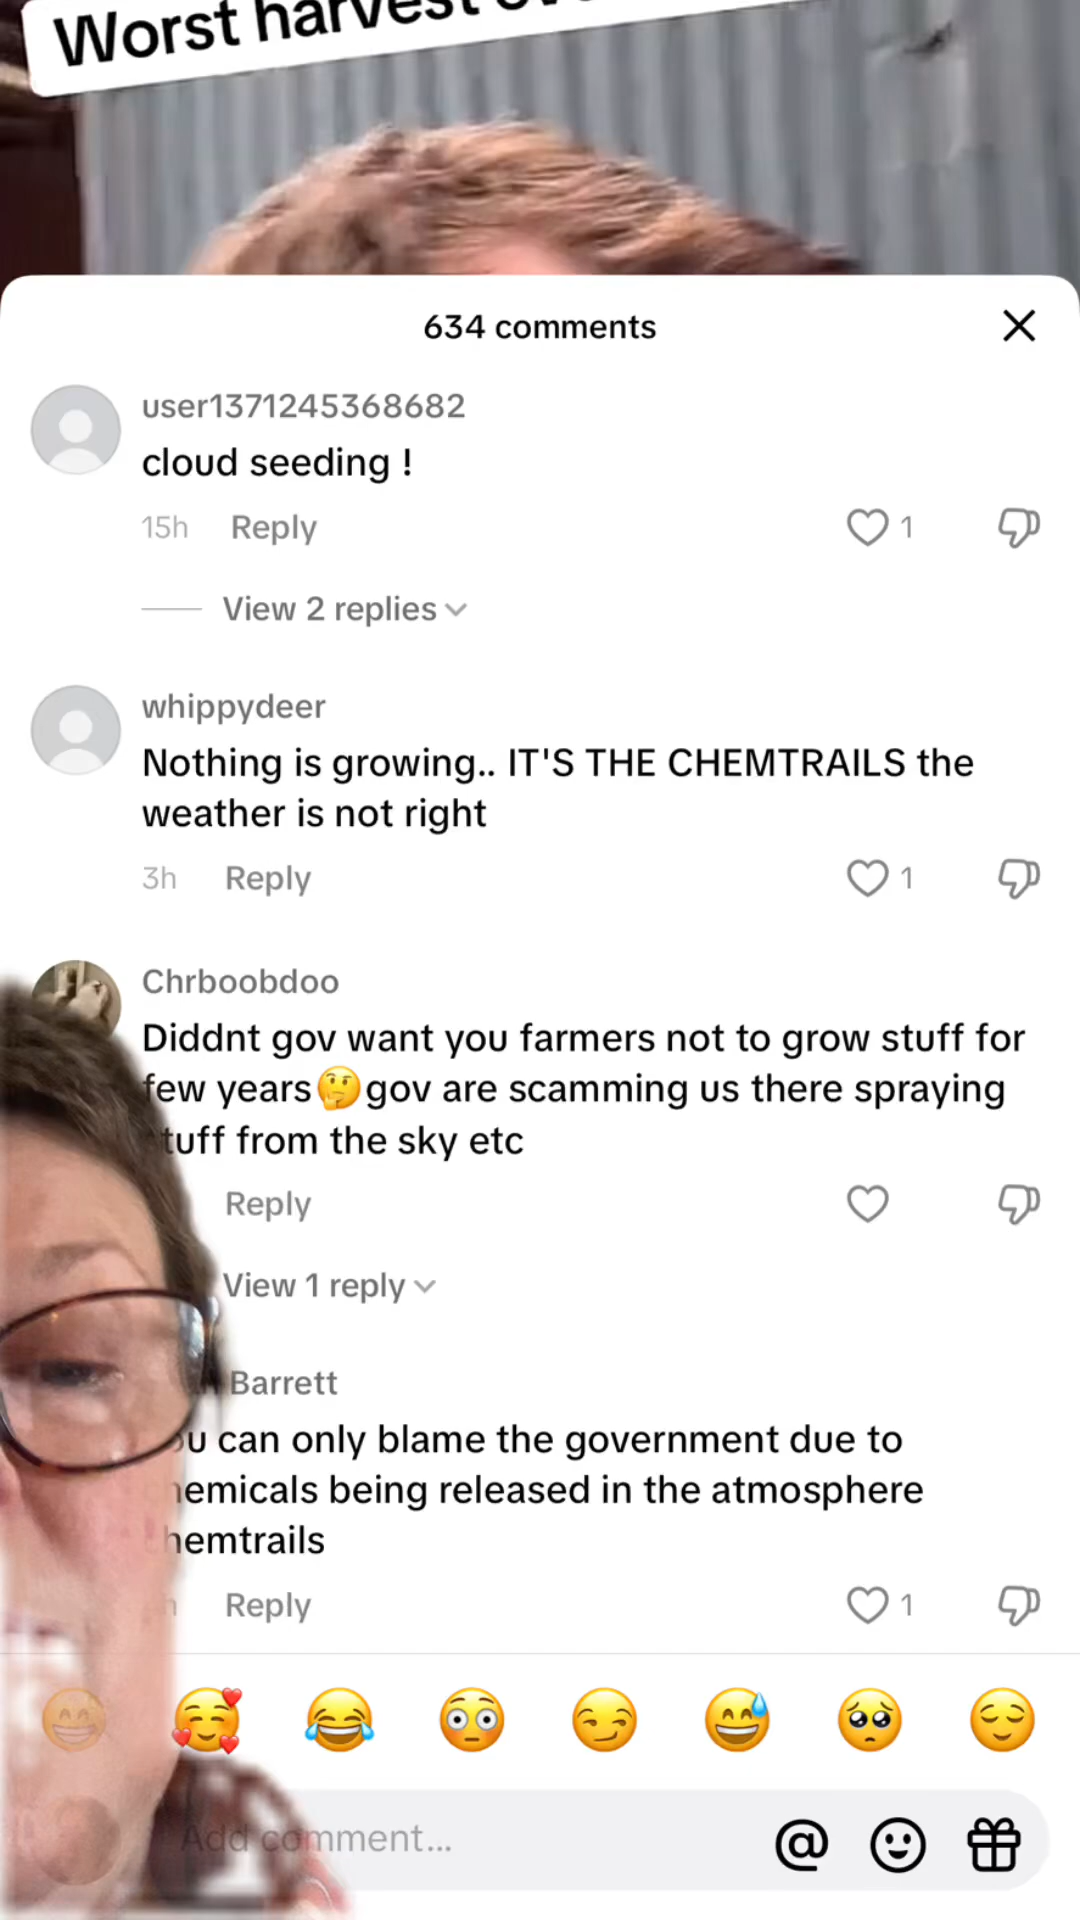 Worst harvest
634 comments
user1371245368682
cloud seeding !
15h Reply 1
View 2 replies
whippydeer
Nothing is growing.. IT'S THE CHEMTRAILS the
weather is not right
3h Reply 1
Chrboobdoo
Diddnt gov want you farmers not to grow stuff for
few years🤔gov are scamming us there spraying
stuff from the sky etc
Reply
View 1 reply
Barrett
can only blame the government due to
chemicals being released in the atmosphere
chemtrails
Reply 1
Add comment...